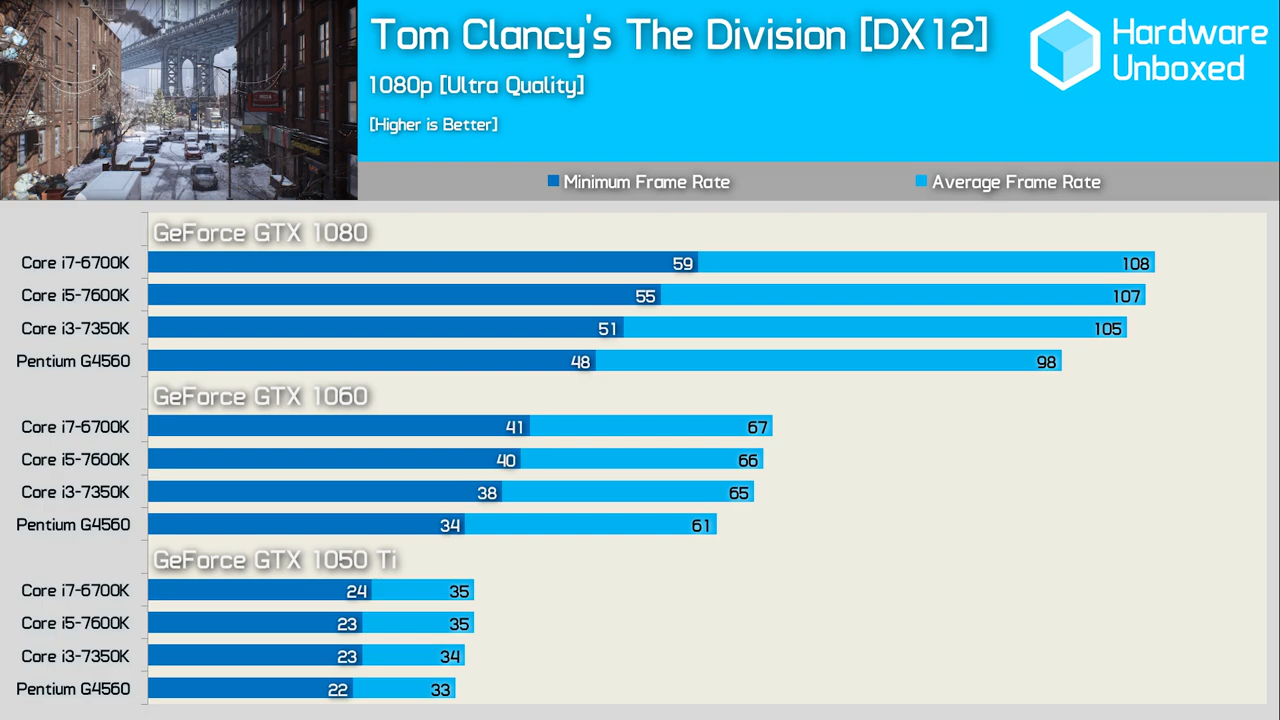 Tom Clancy's The Division [DX12]
1080p [Ultra Quality]
[Higher is Better]
Hardware
Unboxed
Minimum Frame Rate
Average Frame Rate
GeForce GTX 1080
Core i7-6700K 59 108
Core i5-7600K 55 107
Core i3-7350K 51 105
Pentium G4560 48 98
GeForce GTX 1060
Core i7-6700K 41 67
Core i5-7600K 40 66
Core i3-7350K 38 65
Pentium G4560 34 61
GeForce GTX 1050 Ti
Core i7-6700K 24 35
Core i5-7600K 23 35
Core i3-7350K 23 34
Pentium G4560 22 33